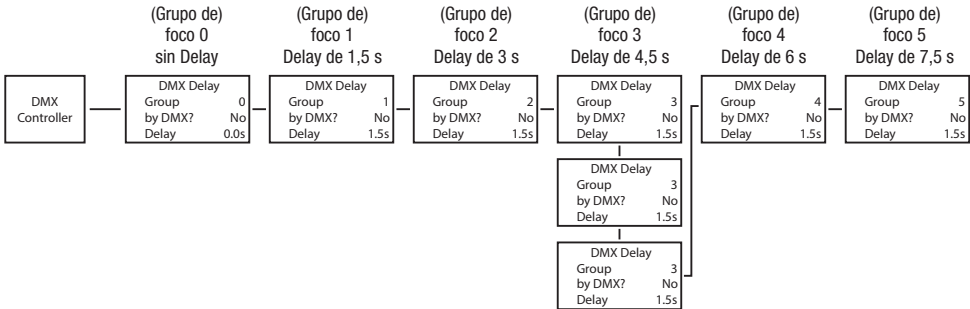 (Grupo de)
foco 0
sin Delay
(Grupo de)
foco 1
Delay de 1,5 s
(Grupo de)
foco 2
Delay de 3 s
(Grupo de)
foco 3
Delay de 4,5 s
(Grupo de)
foco 4
Delay de 6 s
(Grupo de)
foco 5
Delay de 7,5 s
DMX
Controller
DMX Delay
Group 0
by DMX? No
Delay 0.0s
DMX Delay
Group 1
by DMX? No
Delay 1.5s
DMX Delay
Group 2
by DMX? No
Delay 1.5s
DMX Delay
Group 3
by DMX? No
Delay 1.5s
DMX Delay
Group 3
by DMX? No
Delay 1.5s
DMX Delay
Group 3
by DMX? No
Delay 1.5s
DMX Delay
Group 4
by DMX? No
Delay 1.5s
DMX Delay
Group 5
by DMX? No
Delay 1.5s